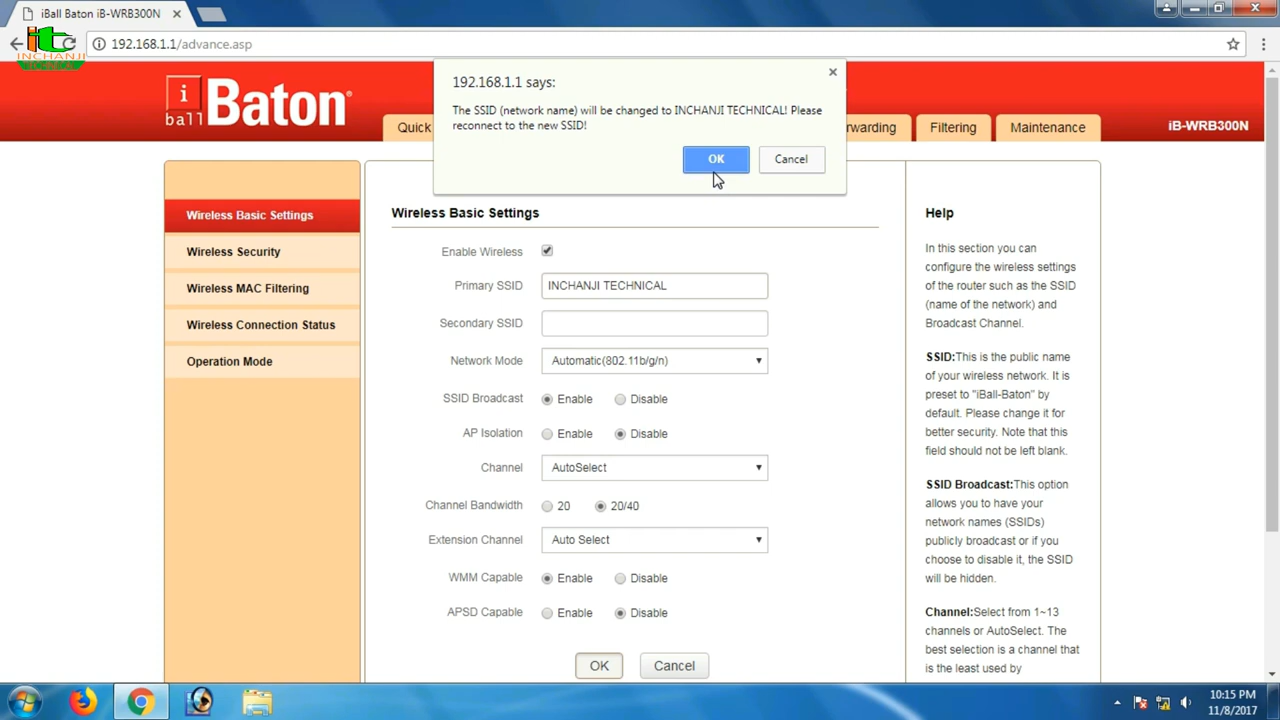 iBall Baton iB-WRB300N
192.168.1.1/advance.asp
itc
INCHANJI
TECHNICAL
192.168.1.1 says:
The SSID (network name) will be changed to INCHANJI TECHNICAL! Please
reconnect to the new SSID!
OK
Cancel
i
ball
Baton
Quick
Filtering
Maintenance
iB-WRB300N
Wireless Basic Settings
Wireless Security
Wireless MAC Filtering
Wireless Connection Status
Operation Mode
Wireless Basic Settings
Enable Wireless
Primary SSID
INCHANJI TECHNICAL
Secondary SSID
Network Mode
Automatic(802.11b/g/n)
SSID Broadcast
Enable
Disable
AP Isolation
Enable
Disable
Channel
AutoSelect
Channel Bandwidth
20
20/40
Extension Channel
Auto Select
WMM Capable
Enable
Disable
APSD Capable
Enable
Disable
OK
Cancel
Help
In this section you can
configure the wireless settings
of the router such as the SSID
(name of the network) and
Broadcast Channel.
SSID:This is the public name
of your wireless network. It is
preset to "iBall-Baton" by
default. Please change it for
better security. Note that this
field should not be left blank.
SSID Broadcast:This option
allows you to have your
network names (SSIDs)
publicly broadcast or if you
choose to disable it, the SSID
will be hidden.
Channel:Select from 1~13
channels or AutoSelect. The
best selection is a channel that
is the least used by
10:15 PM
11/8/2017